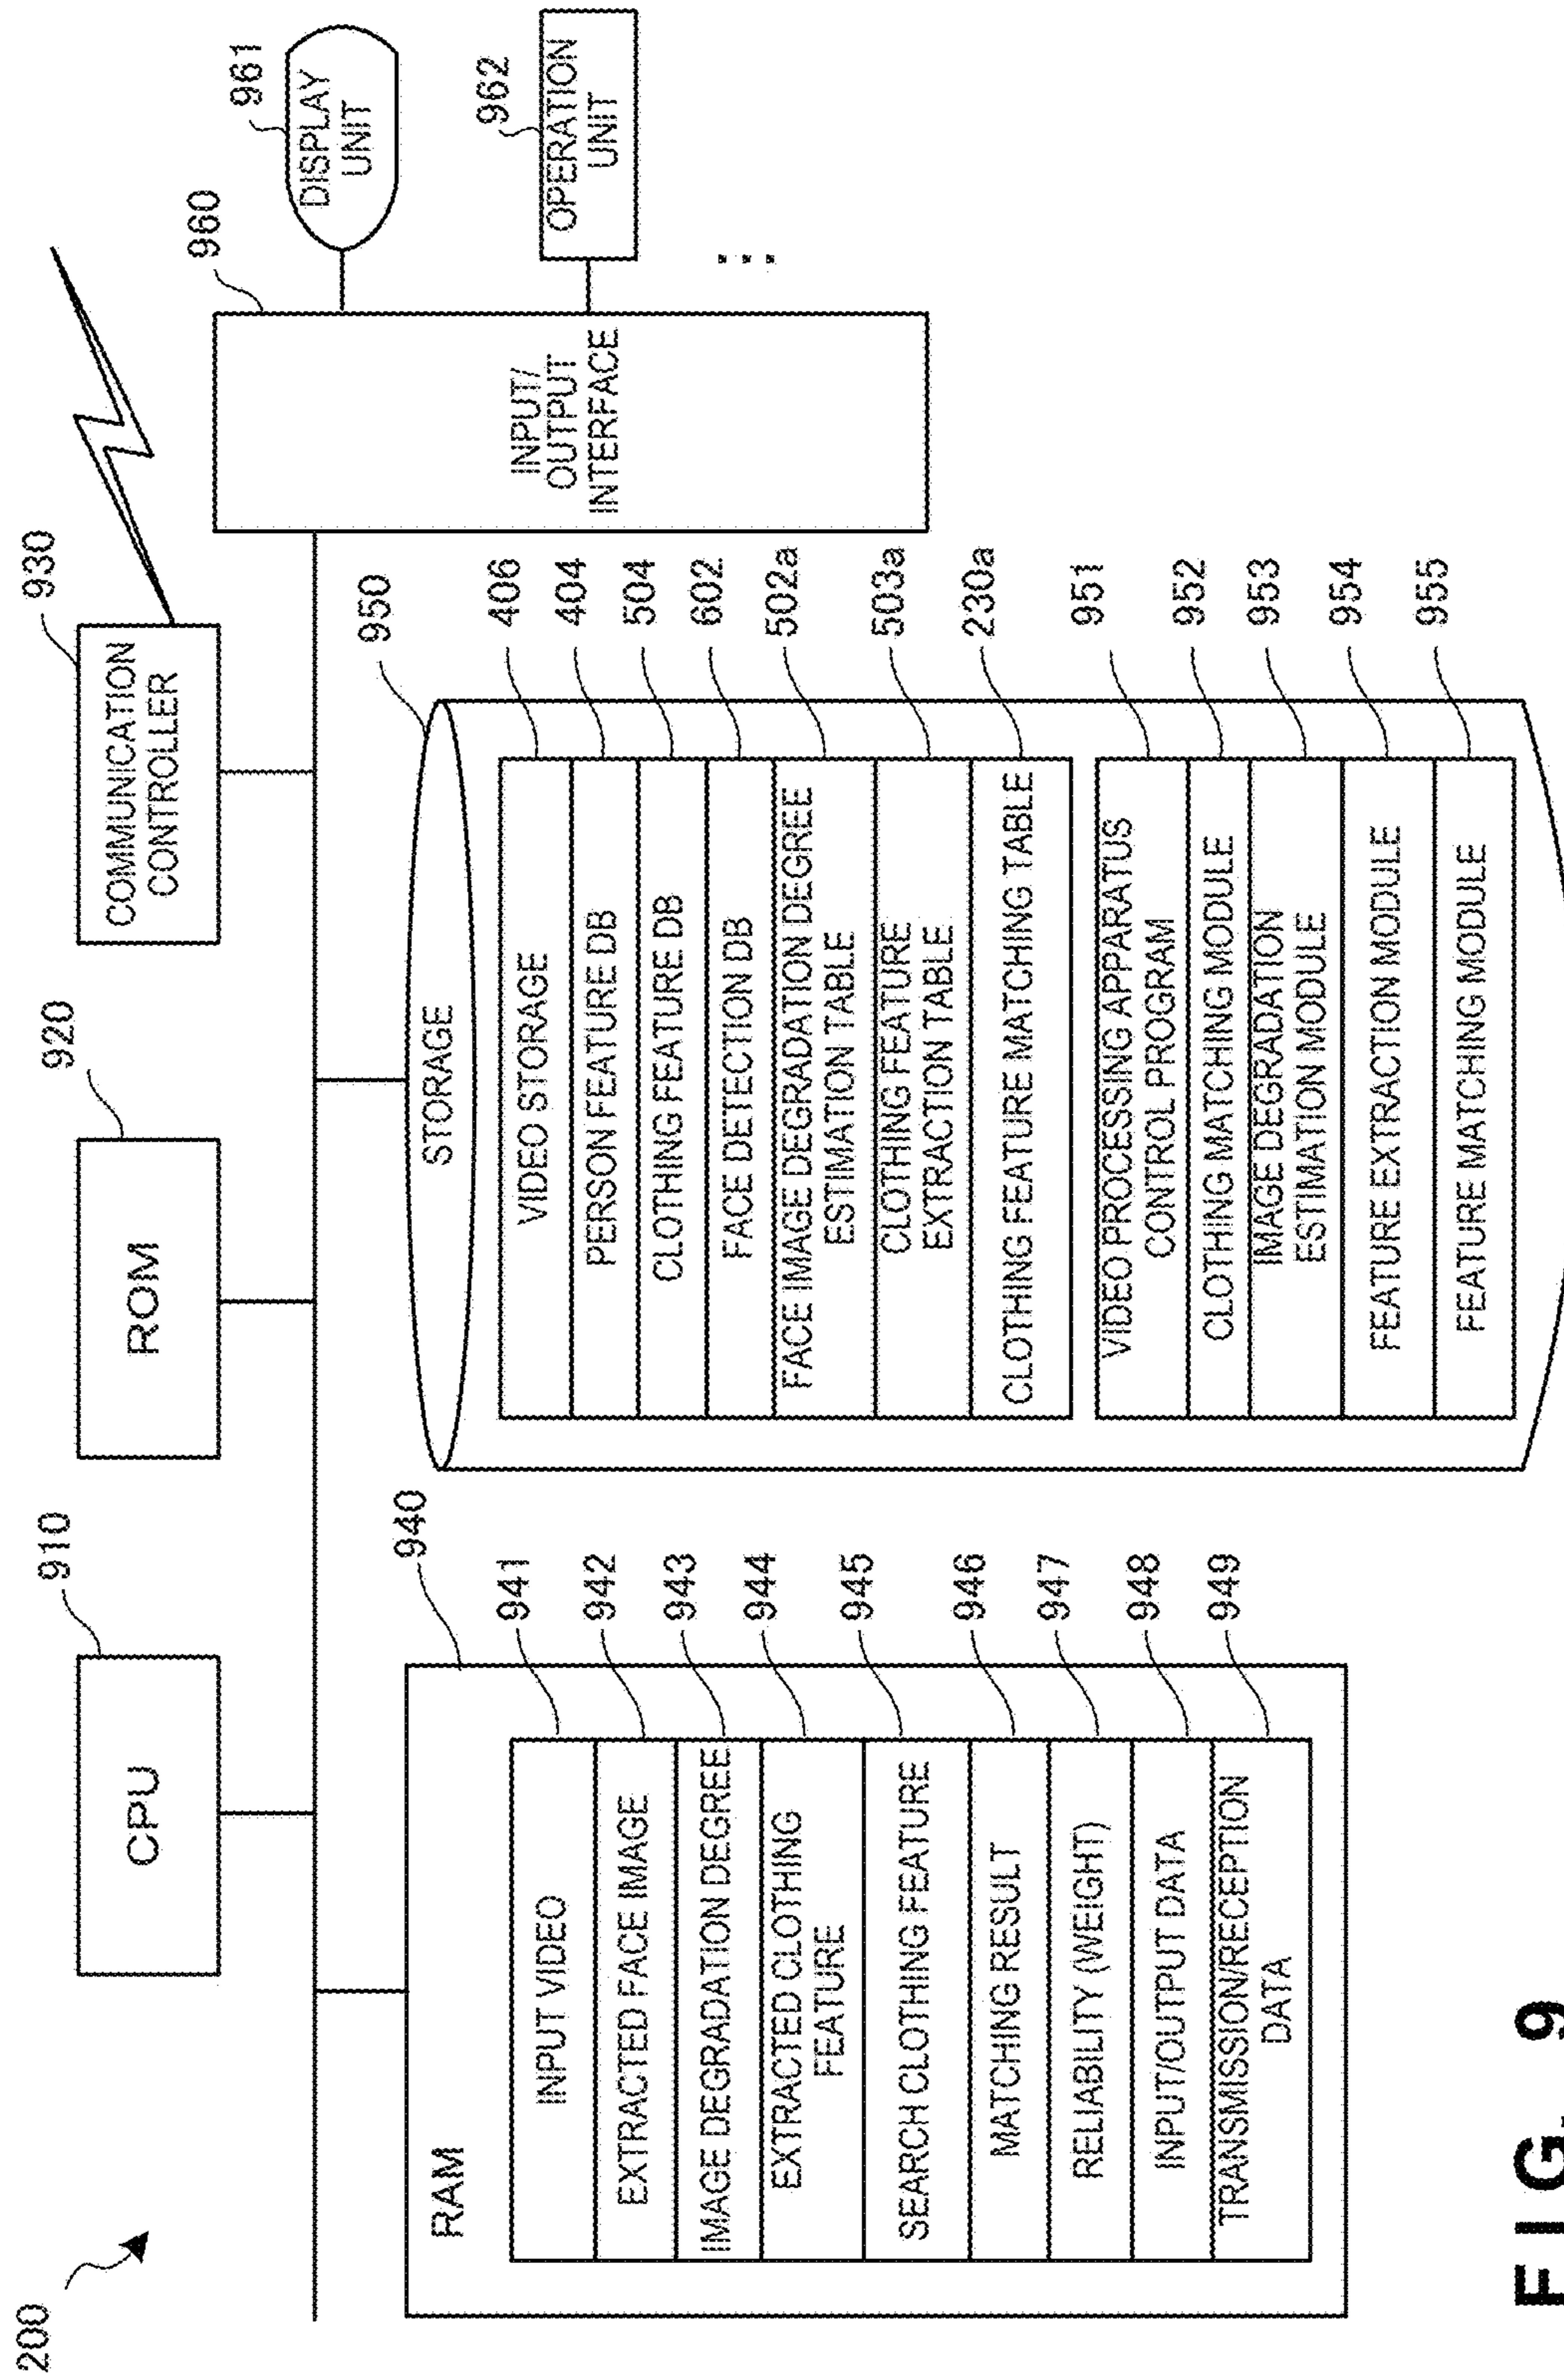 200
CPU
910
ROM
920
COMMUNICATION
CONTROLLER
930
RAM
940
INPUT VIDEO
941
EXTRACTED FACE IMAGE
942
IMAGE DEGRADATION DEGREE
943
EXTRACTED CLOTHING
FEATURE
944
SEARCH CLOTHING FEATURE
945
MATCHING RESULT
946
RELIABILITY (WEIGHT)
947
INPUT/OUTPUT DATA
948
TRANSMISSION/RECEPTION
DATA
949
STORAGE
950
VIDEO STORAGE
406
PERSON FEATURE DB
404
CLOTHING FEATURE DB
504
FACE DETECTION DB
602
FACE IMAGE DEGRADATION DEGREE
ESTIMATION TABLE
502a
CLOTHING FEATURE
EXTRACTION TABLE
503a
CLOTHING FEATURE MATCHING TABLE
230a
VIDEO PROCESSING APPARATUS
CONTROL PROGRAM
951
CLOTHING MATCHING MODULE
952
IMAGE DEGRADATION
ESTIMATION MODULE
953
FEATURE EXTRACTION MODULE
954
FEATURE MATCHING MODULE
955
INPUT/
OUTPUT
INTERFACE
960
DISPLAY
UNIT
961
OPERATION
UNIT
962
...
FIG. 9